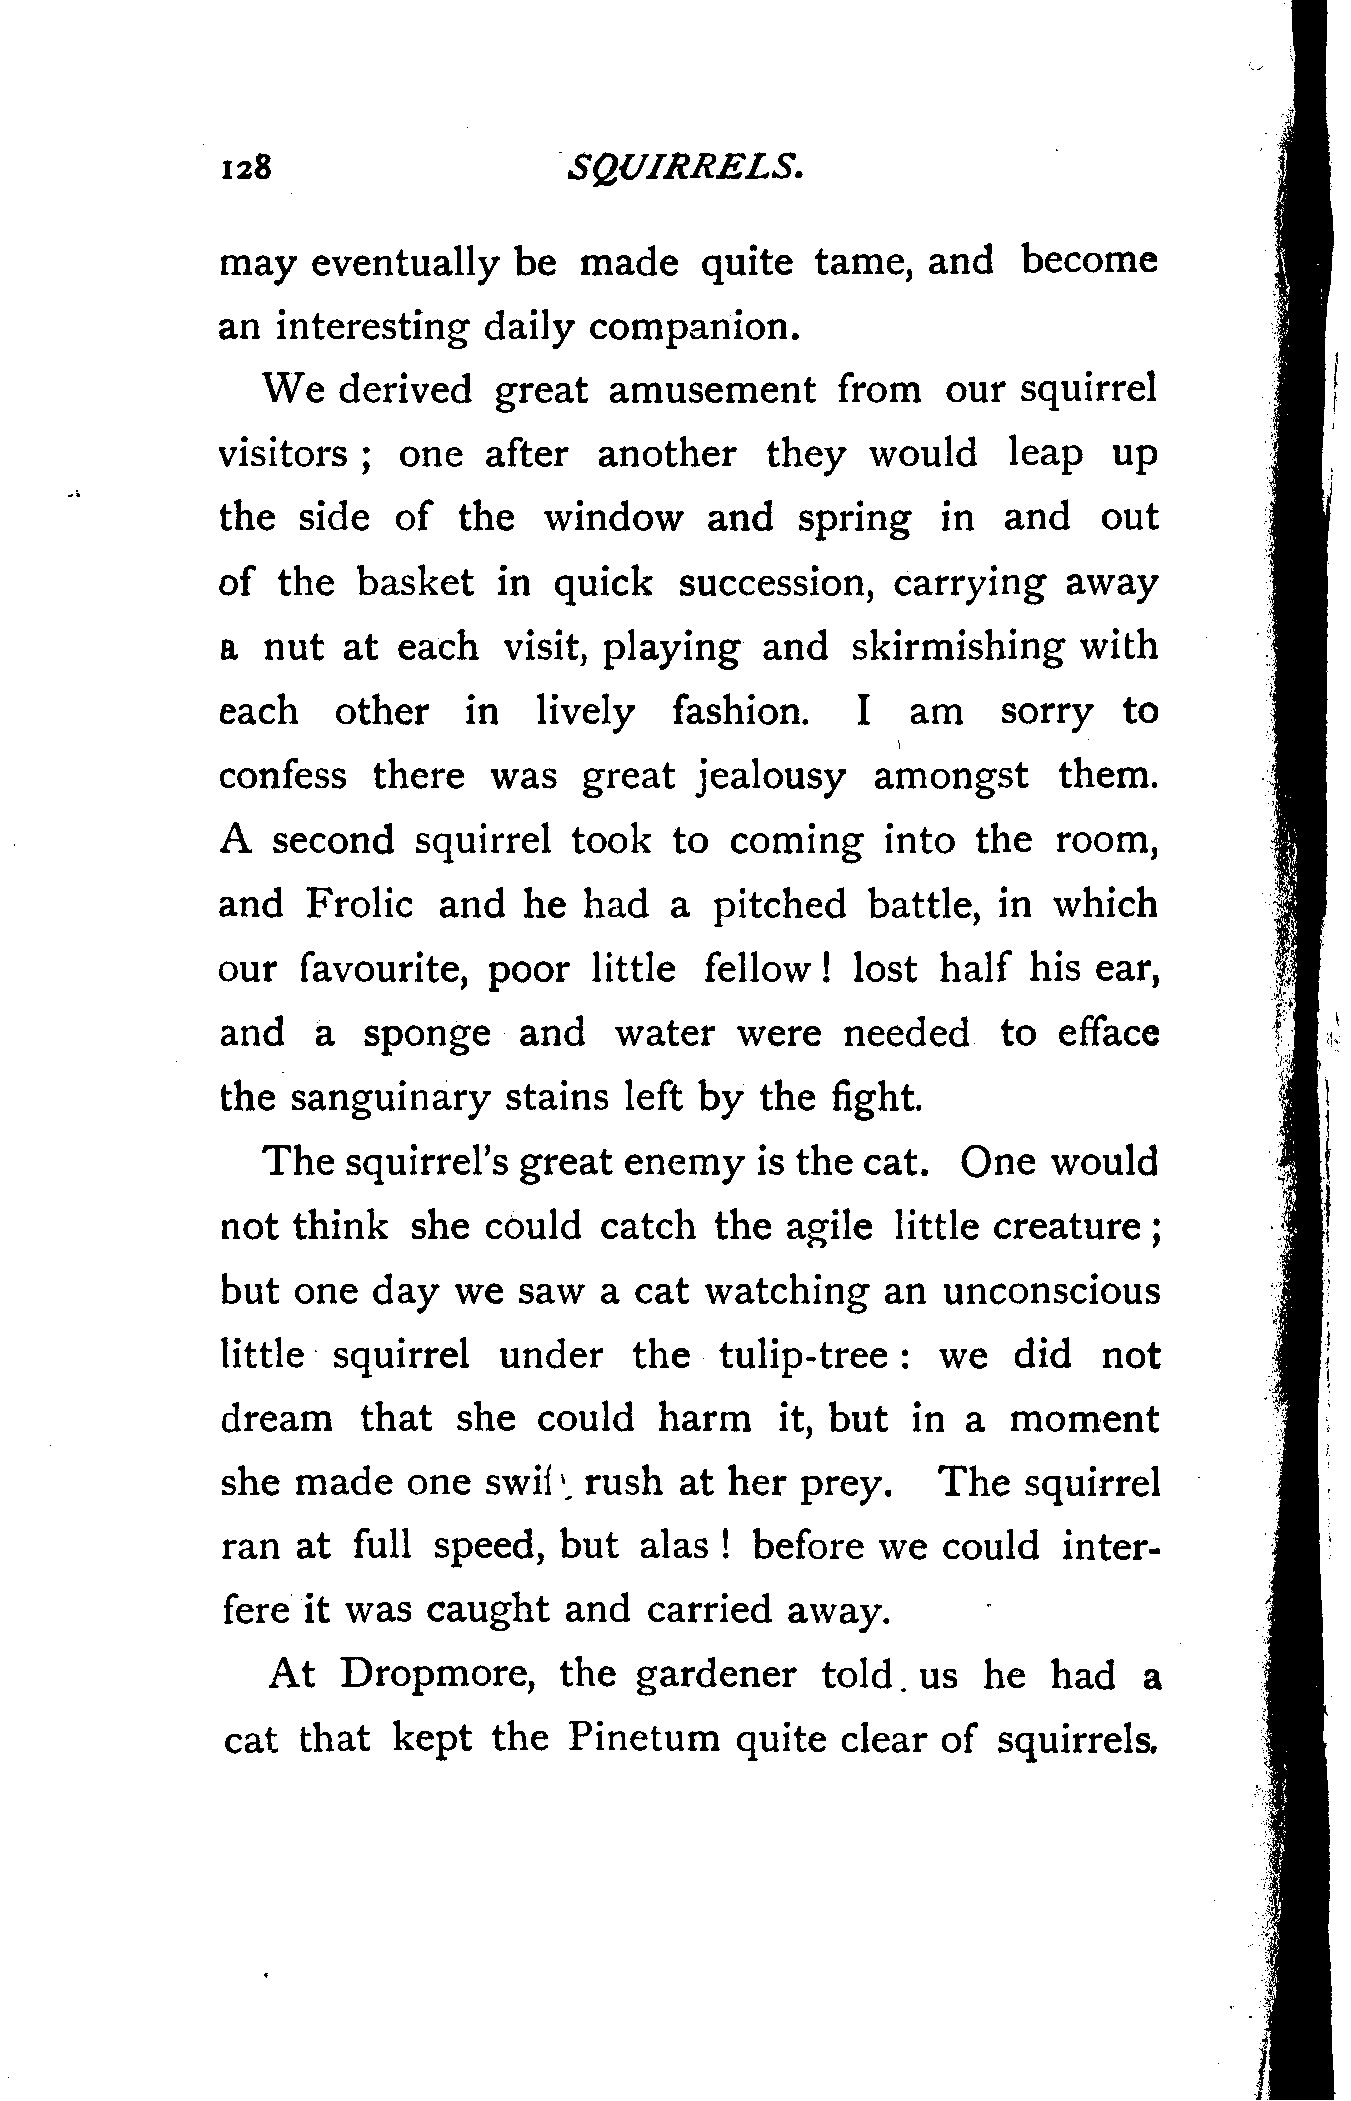 128 SQUIRRELS.
may eventually be made quite tame, and become
an interesting daily companion.
We derived great amusement from our squirrel
visitors ; one after another they would leap up
the side of the window and spring in and out
of the basket in quick succession, carrying away
a nut at each visit, playing and skirmishing with
each other in lively fashion. I am sorry to
confess there was great jealousy amongst them.
A second squirrel took to coming into the room,
and Frolic and he had a pitched battle, in which
our favourite, poor little fellow ! lost half his ear,
and a sponge and water were needed to efface
the sanguinary stains left by the fight.
The squirrel's great enemy is the cat. One would
not think she could catch the agile little creature ;
but one day we saw a cat watching an unconscious
little squirrel under the tulip-tree : we did not
dream that she could harm it, but in a moment
she made one swift rush at her prey. The squirrel
ran at full speed, but alas ! before we could inter-
fere it was caught and carried away.
At Dropmore, the gardener told us he had a
cat that kept the Pinetum quite clear of squirrels.